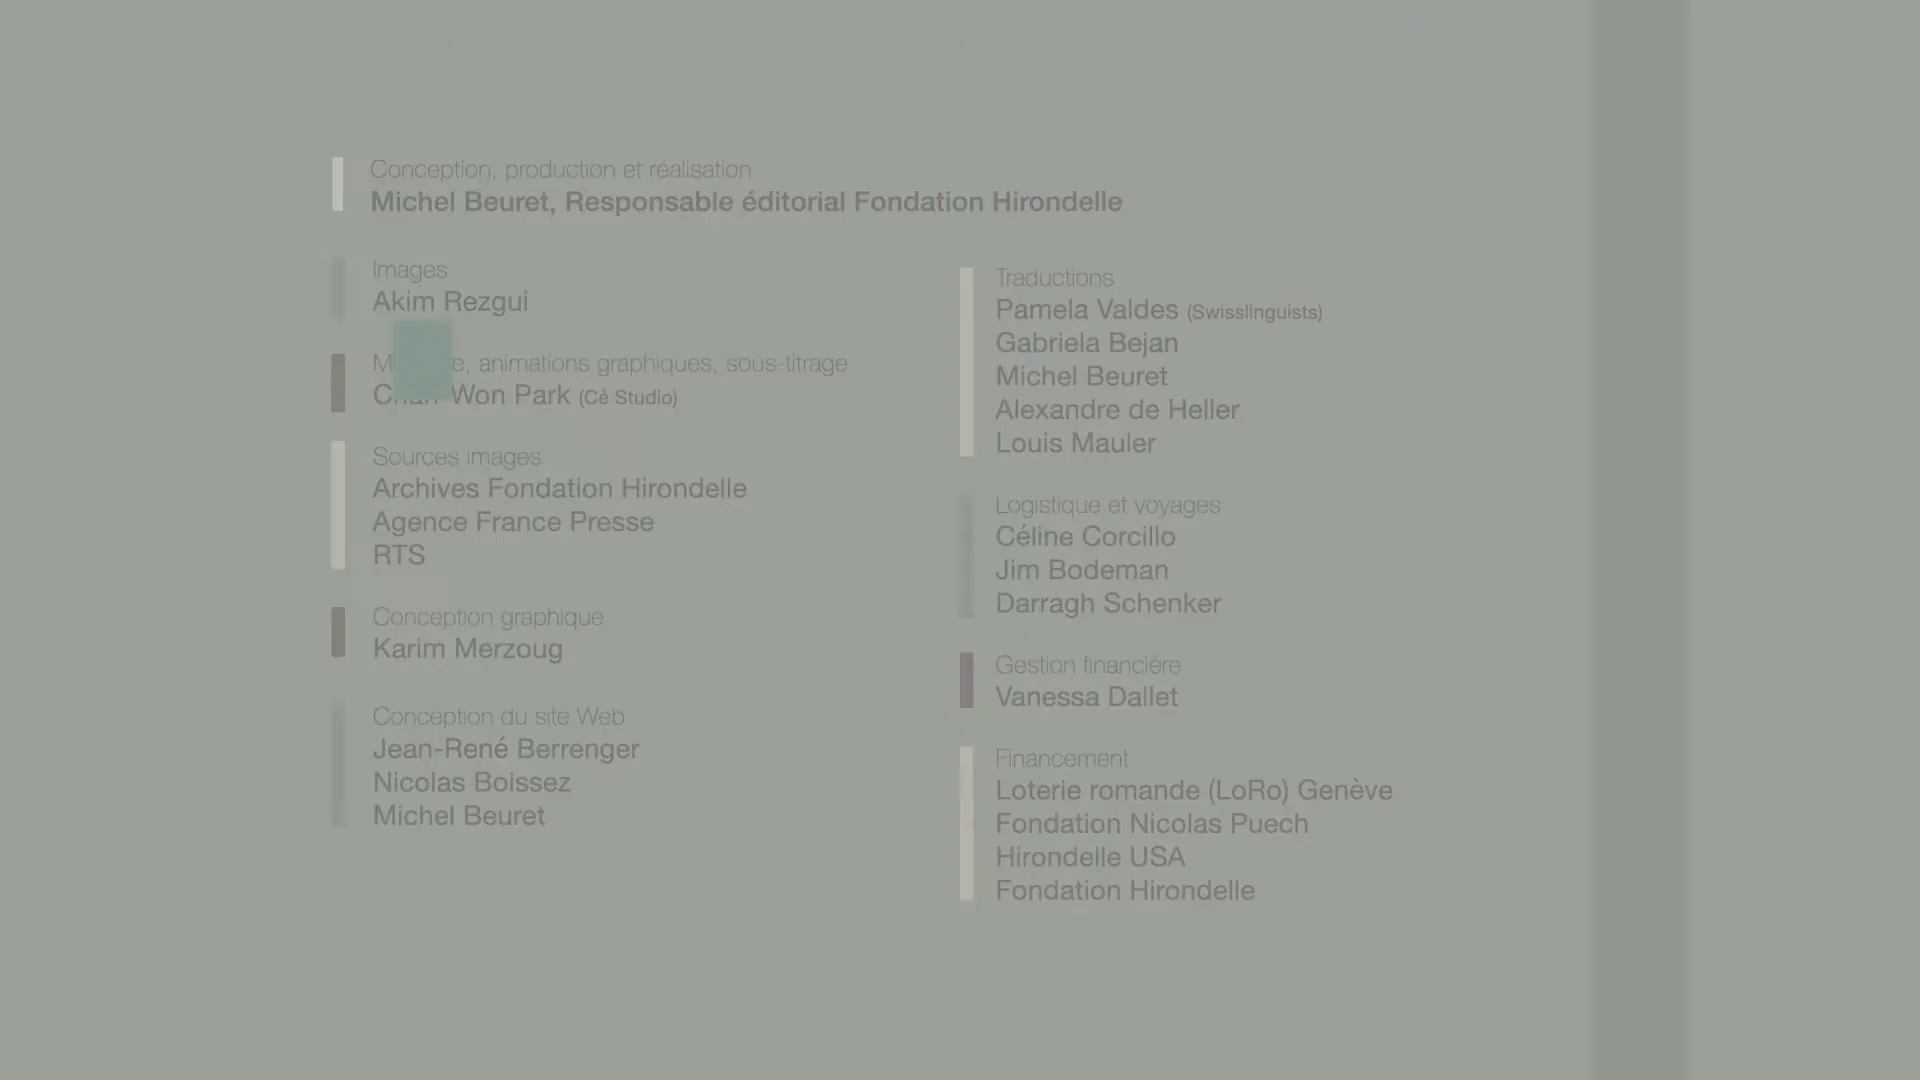 Conception, production et réalisation
Michel Beuret, Responsable éditorial Fondation Hirondelle
Images
Akim Rezgui
animations graphiques, sous-titrage
Won Park (Cé Studio)
Sources images
Archives Fondation Hirondelle
Agence France Presse
RTS
Conception graphique
Karim Merzoug
Conception du site Web
Jean-René Berrenger
Nicolas Boissez
Michel Beuret
Traductions
Pamela Valdes (Swisslinguists)
Gabriela Bejan
Michel Beuret
Alexandre de Heller
Louis Mauler
Logistique et voyages
Céline Corcillo
Jim Bodeman
Darragh Schenker
Gestion financière
Vanessa Dallet
Financement
Loterie romande (LoRo) Genève
Fondation Nicolas Puech
Hirondelle USA
Fondation Hirondelle